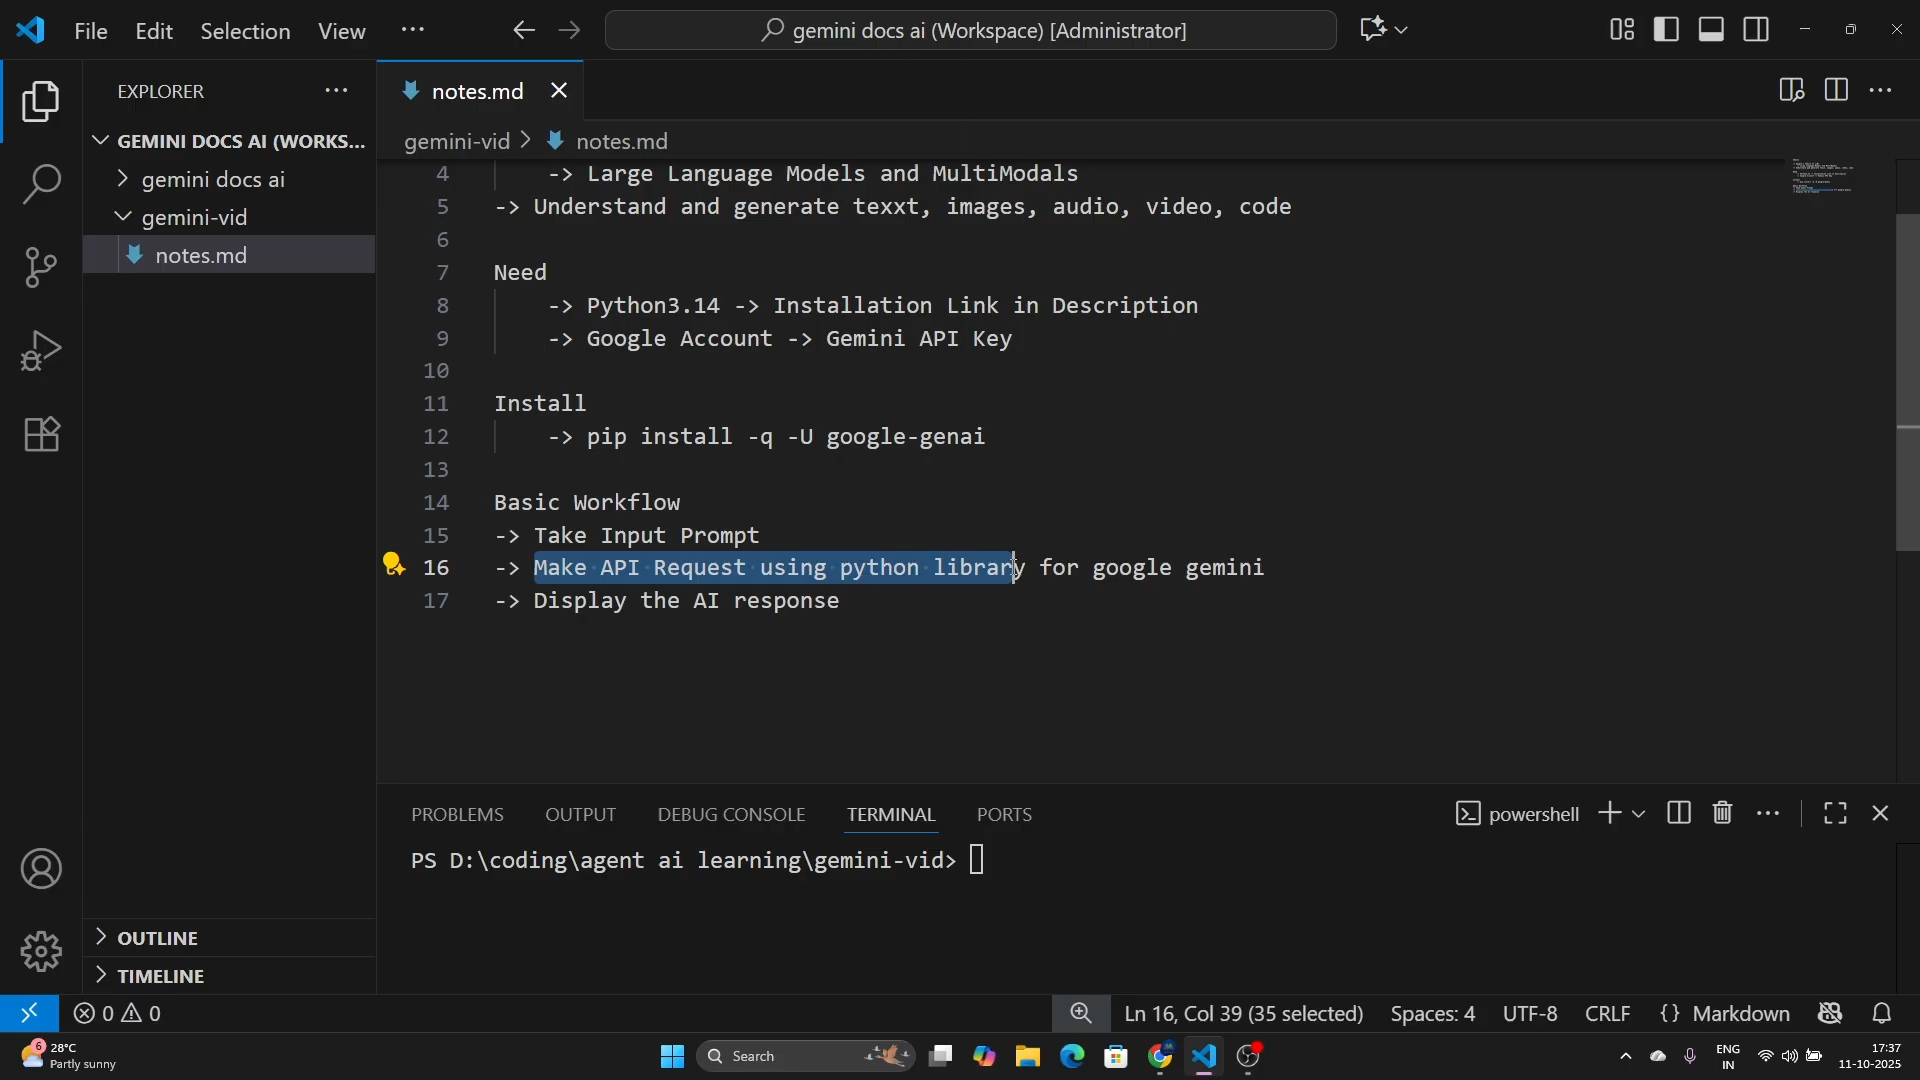 File Edit Selection View ···
gemini docs ai (Workspace) [Administrator]
EXPLORER ···
GEMINI DOCS AI (WORKS...
gemini docs ai
gemini-vid
notes.md
notes.md
gemini-vid > notes.md
4 -> Large Language Models and MultiModals
5 -> Understand and generate texxt, images, audio, video, code
6
7 Need
8 -> Python3.14 -> Installation Link in Description
9 -> Google Account -> Gemini API Key
10
11 Install
12 -> pip install -q -U google-genai
13
14 Basic Workflow
15 -> Take Input Prompt
16 -> Make API Request using python library for google gemini
17 -> Display the AI response
PROBLEMS OUTPUT DEBUG CONSOLE TERMINAL PORTS
powershell
PS D:\coding\agent ai learning\gemini-vid>
OUTLINE
TIMELINE
0 0
Ln 16, Col 39 (35 selected) Spaces: 4 UTF-8 CRLF {} Markdown
6
28°C
Partly sunny
Search
ENG
IN
17:37
11-10-2025